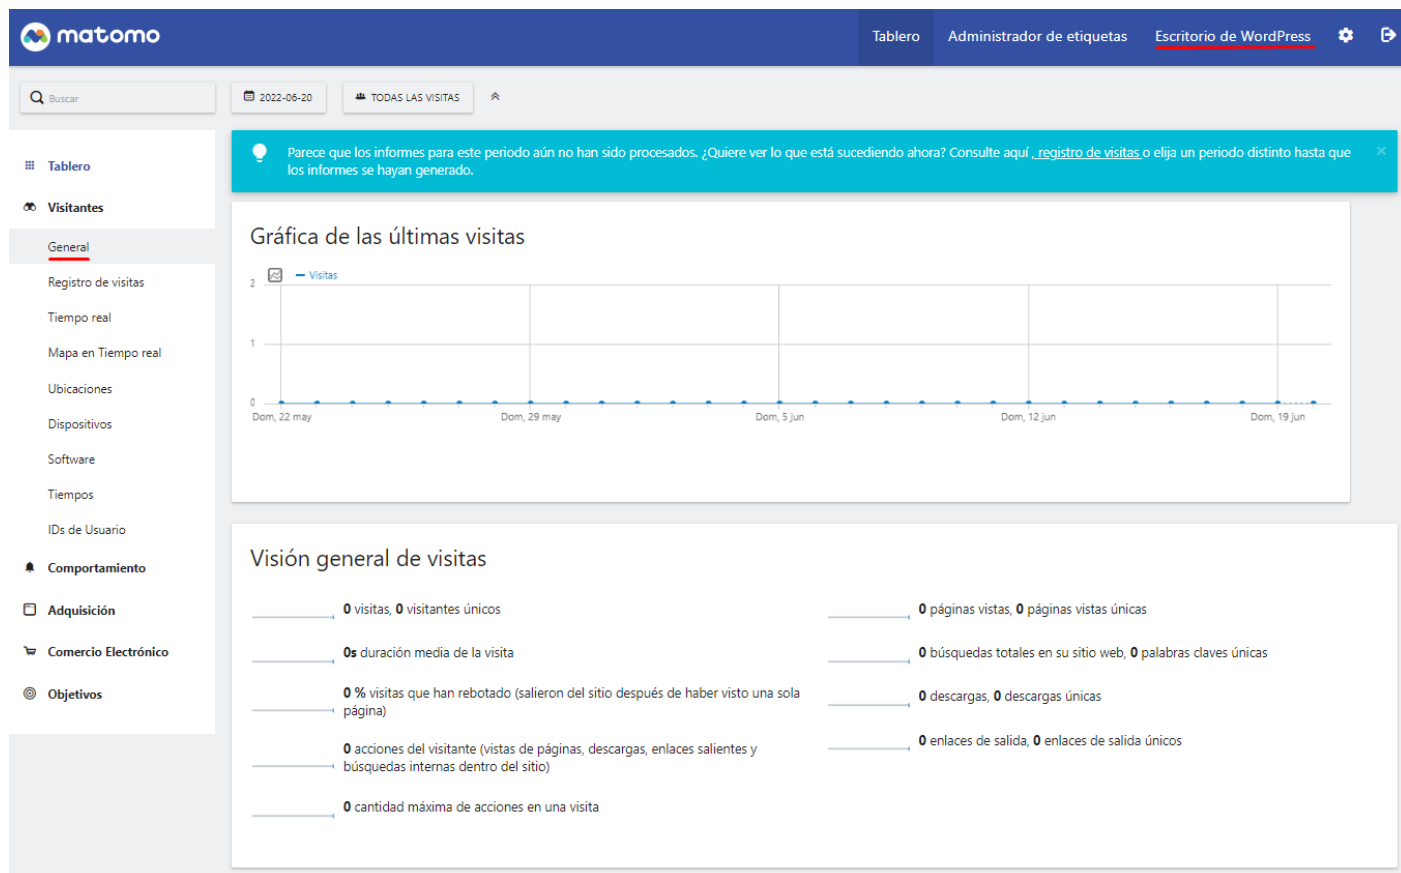 matomo
Tablero
Administrador de etiquetas
Escritorio de WordPress
Buscar
2022-06-20
TODAS LAS VISITAS
Tablero
Visitantes
General
Registro de visitas
Tiempo real
Mapa en Tiempo real
Ubicaciones
Dispositivos
Software
Tiempos
IDs de Usuario
Comportamiento
Adquisición
Comercio Electrónico
Objetivos
Parece que los informes para este periodo aún no han sido procesados. ¿Quiere ver lo que está sucediendo ahora? Consulte aquí , registro de visitas o elija un periodo distinto hasta que
los informes se hayan generado.
×
Gráfica de las últimas visitas
Visitas
2
1
0
Dom, 22 may
Dom, 29 may
Dom, 5 jun
Dom, 12 jun
Dom, 19 jun
Visión general de visitas
0 visitas, 0 visitantes únicos
0s duración media de la visita
0 % visitas que han rebotado (salieron del sitio después de haber visto una sola
página)
0 acciones del visitante (vistas de páginas, descargas, enlaces salientes y
búsquedas internas dentro del sitio)
0 cantidad máxima de acciones en una visita
0 páginas vistas, 0 páginas vistas únicas
0 búsquedas totales en su sitio web, 0 palabras claves únicas
0 descargas, 0 descargas únicas
0 enlaces de salida, 0 enlaces de salida únicos